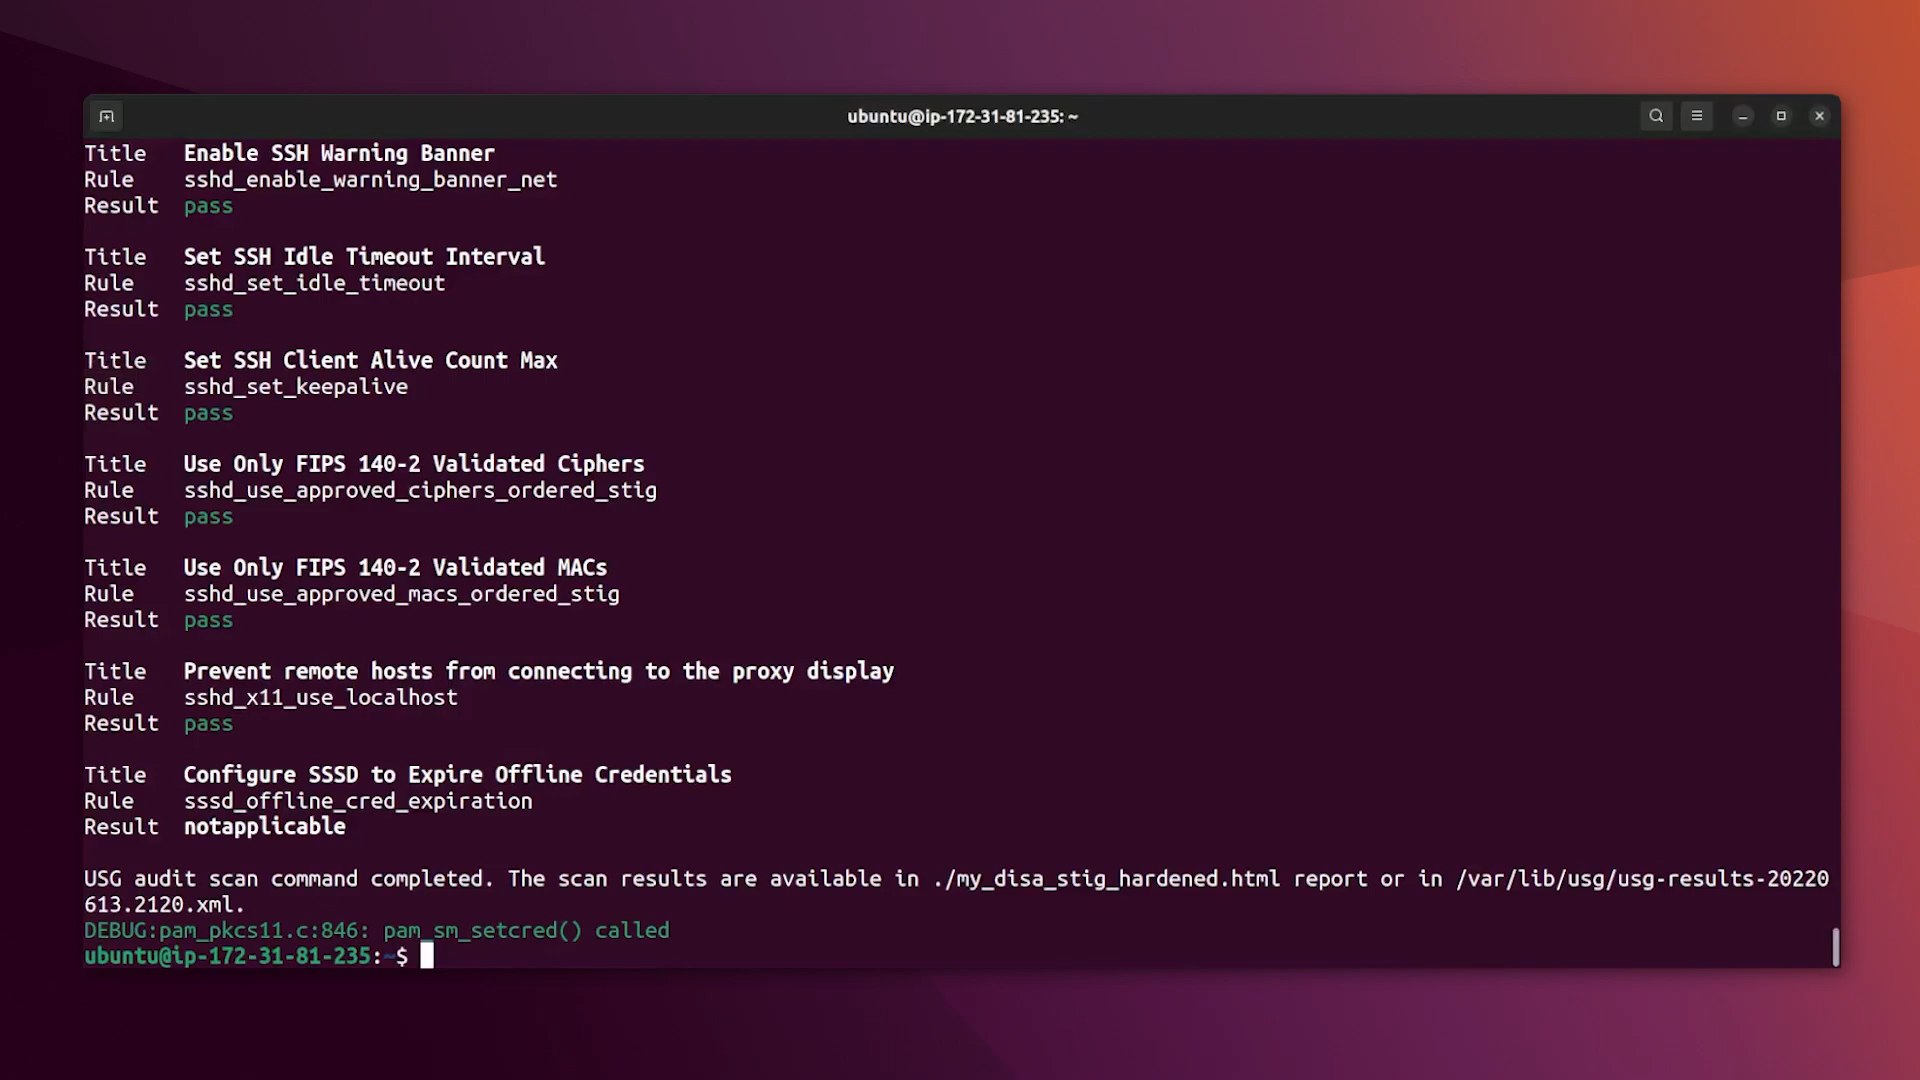 ubuntu@ip-172-31-81-235: ~
Title Enable SSH Warning Banner
Rule sshd_enable_warning_banner_net
Result pass
Title Set SSH Idle Timeout Interval
Rule sshd_set_idle_timeout
Result pass
Title Set SSH Client Alive Count Max
Rule sshd_set_keepalive
Result pass
Title Use Only FIPS 140-2 Validated Ciphers
Rule sshd_use_approved_ciphers_ordered_stig
Result pass
Title Use Only FIPS 140-2 Validated MACs
Rule sshd_use_approved_macs_ordered_stig
Result pass
Title Prevent remote hosts from connecting to the proxy display
Rule sshd_x11_use_localhost
Result pass
Title Configure SSSD to Expire Offline Credentials
Rule sssd_offline_cred_expiration
Result notapplicable
USG audit scan command completed. The scan results are available in ./my_disa_stig_hardened.html report or in /var/lib/usg/usg-results-20220
613.2120.xml.
DEBUG:pam_pkcs11.c:846: pam_sm_setcred() called
ubuntu@ip-172-31-81-235:~$